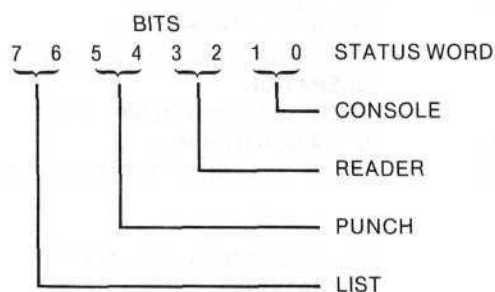 BITS
7 6 5 4 3 2 1 0 STATUS WORD
CONSOLE
READER
PUNCH
LIST